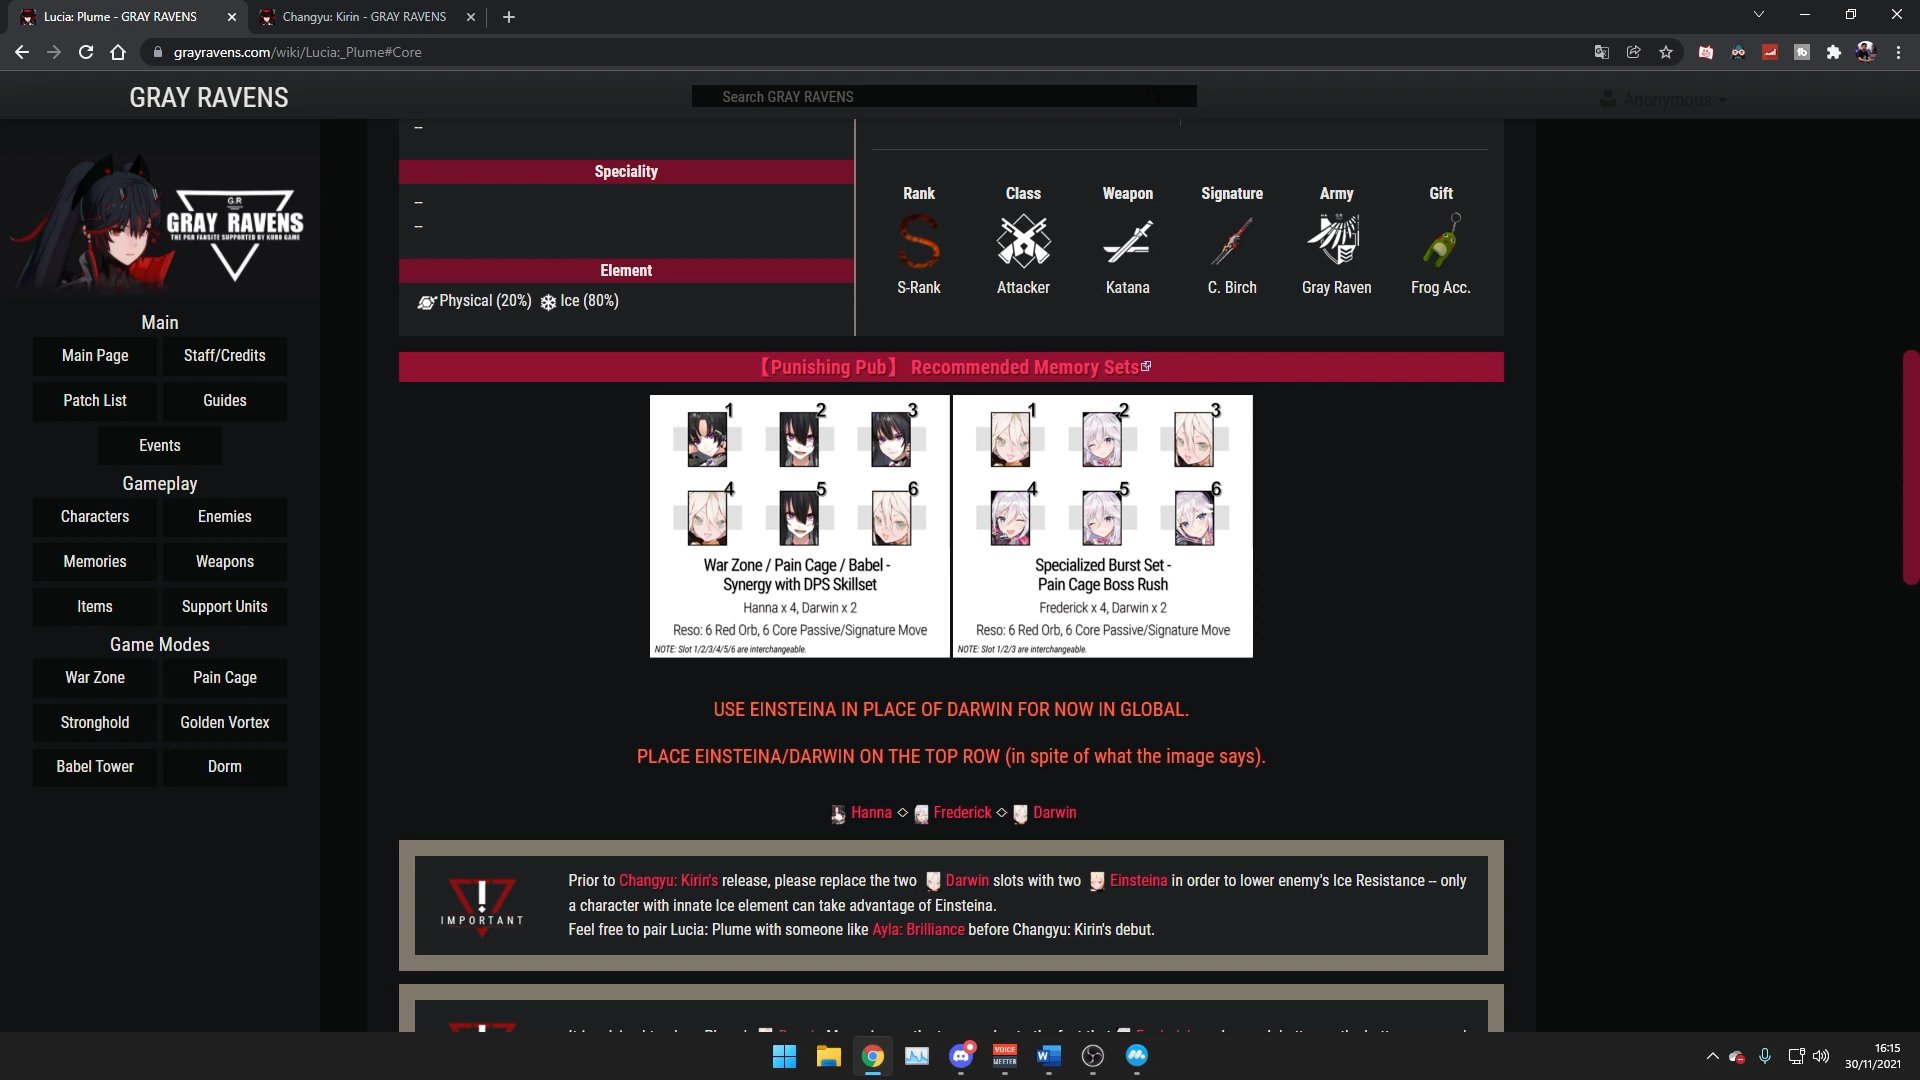 Lucia: Plume - GRAY RAVENS
Changyu: Kirin - GRAY RAVENS
grayravens.com/wiki/Lucia:_Plume#Core
GRAY RAVENS
Search GRAY RAVENS
Anonymous
G.R
GRAY RAVENS
THE PGR FANSITE SUPPORTED BY KURO GAME
Main
Main Page
Staff/Credits
Patch List
Guides
Events
Gameplay
Characters
Enemies
Memories
Weapons
Items
Support Units
Game Modes
War Zone
Pain Cage
Stronghold
Golden Vortex
Babel Tower
Dorm
--
Speciality
--
--
Element
Physical (20%) Ice (80%)
Rank Class Weapon Signature Army Gift
S-Rank Attacker Katana C. Birch Gray Raven Frog Acc.
【Punishing Pub】 Recommended Memory Sets
1 2 3
4 5 6
War Zone / Pain Cage / Babel -
Synergy with DPS Skillset
Hanna x 4, Darwin x 2
Reso: 6 Red Orb, 6 Core Passive/Signature Move
NOTE: Slot 1/2/3/4/5/6 are interchangeable.
1 2 3
4 5 6
Specialized Burst Set -
Pain Cage Boss Rush
Frederick x 4, Darwin x 2
Reso: 6 Red Orb, 6 Core Passive/Signature Move
NOTE: Slot 1/2/3 are interchangeable.
USE EINSTEINA IN PLACE OF DARWIN FOR NOW IN GLOBAL.
PLACE EINSTEINA/DARWIN ON THE TOP ROW (in spite of what the image says).
Hanna ◇ Frederick ◇ Darwin
IMPORTANT
Prior to Changyu: Kirin's release, please replace the two Darwin slots with two Einsteina in order to lower enemy's Ice Resistance -- only
a character with innate Ice element can take advantage of Einsteina.
Feel free to pair Lucia: Plume with someone like Ayla: Brilliance before Changyu: Kirin's debut.
VOICE
MEETER
16:15
30/11/2021